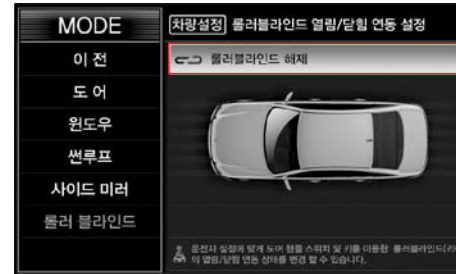 MODE
이 전
도 어
윈도우
썬루프
사이드 미러
롤러 블라인드
차량설정 롤러블라인드 열림/닫힘 연동 설정
롤러블라인드 해제
운전자 설정에 맞게 도어 핸들 스위치 및 키를 이용한 롤러블라인드(리어
의 열림/닫힘 연동 상태를 변경 할 수 있습니다.